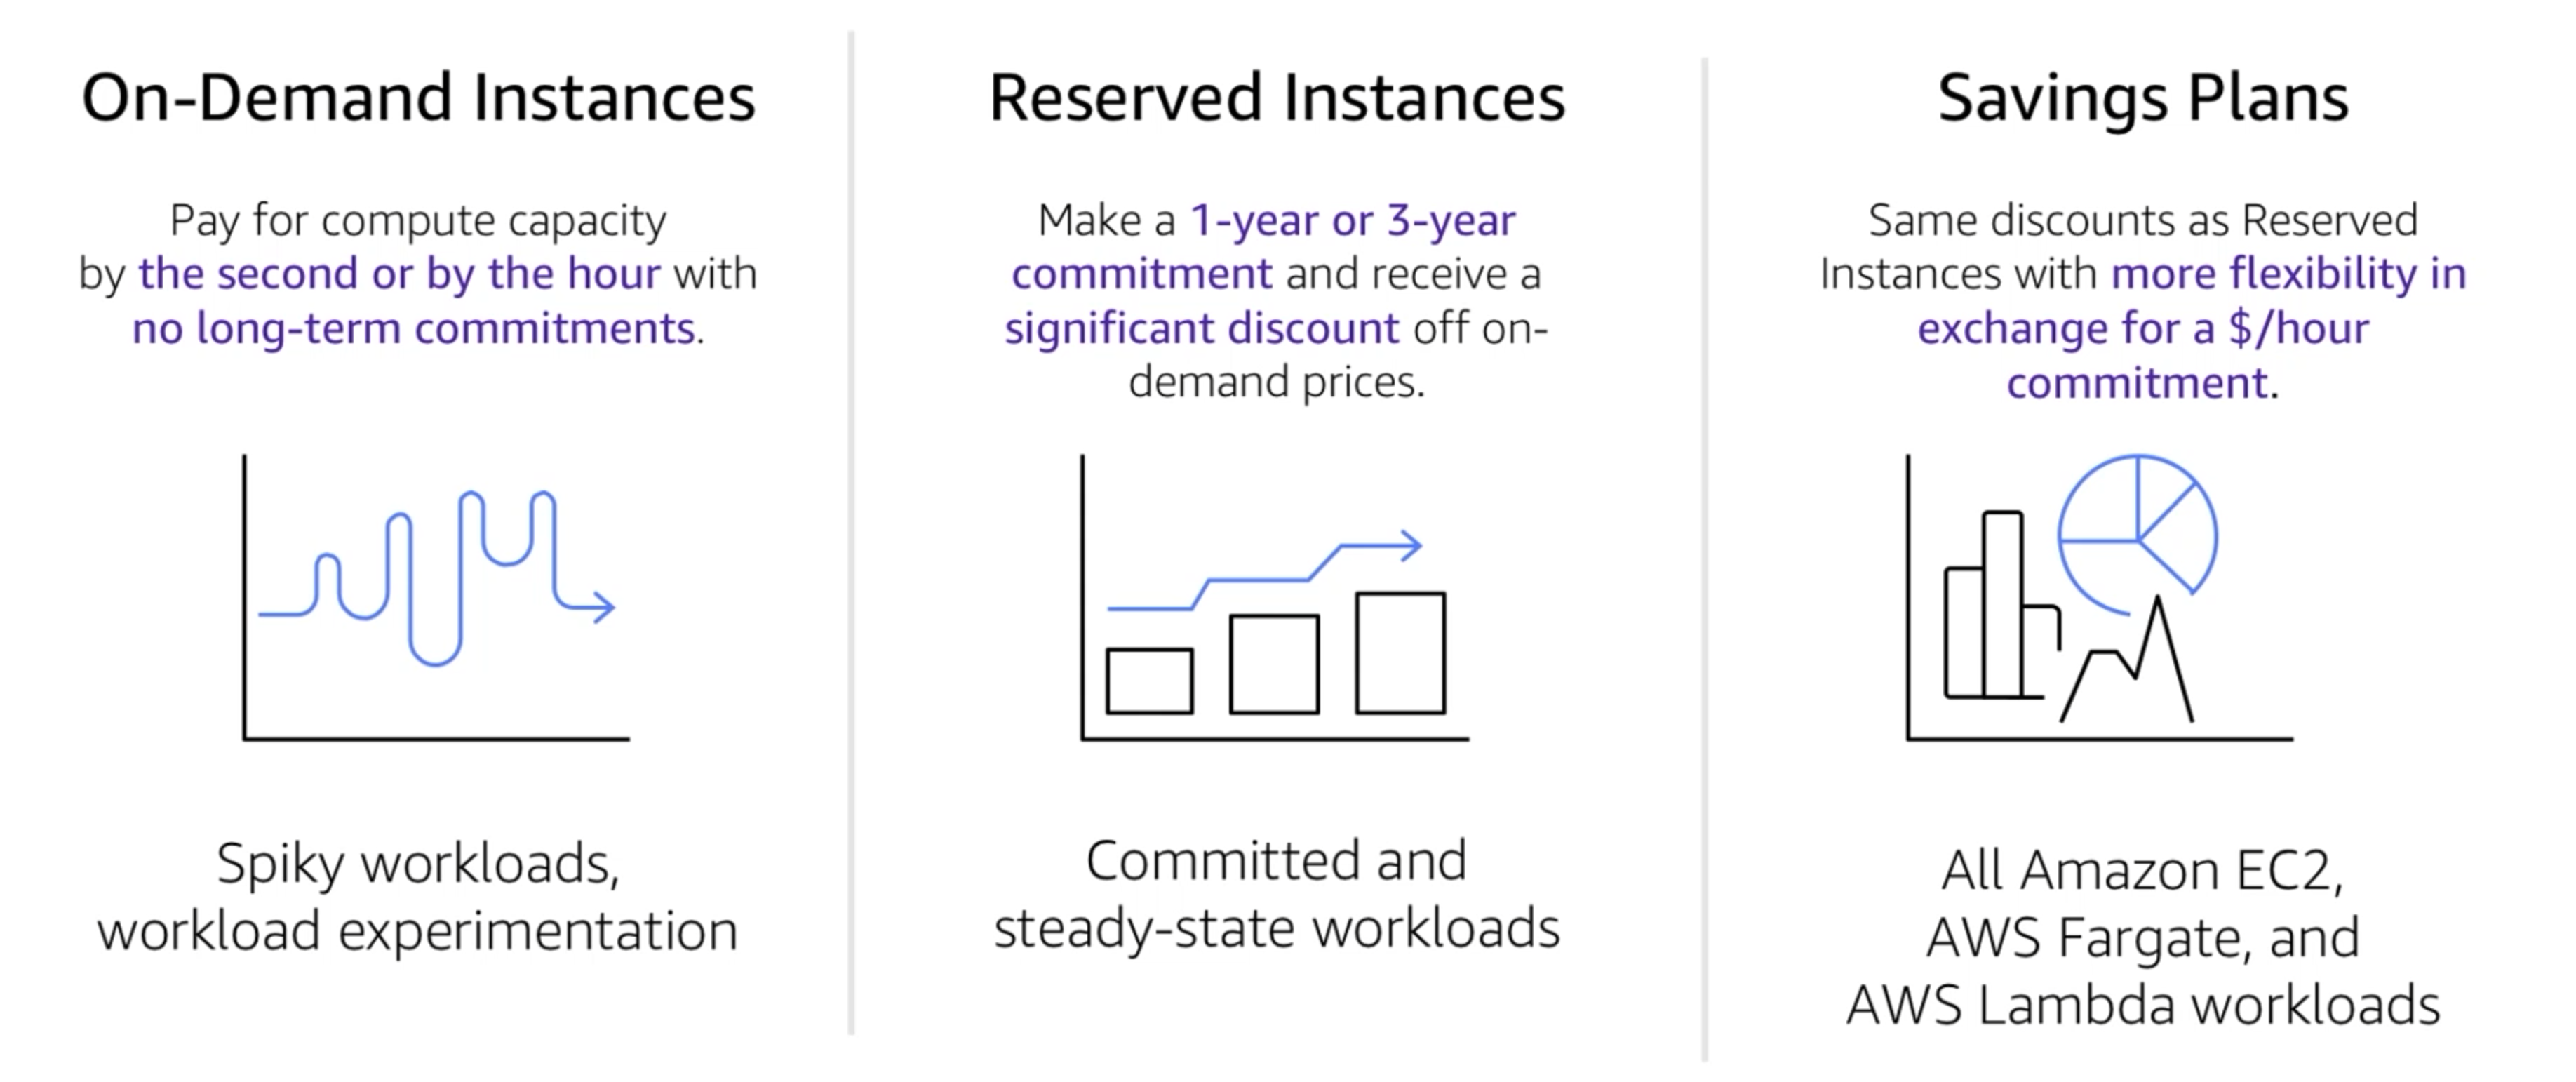 On-Demand Instances
Pay for compute capacity
by the second or by the hour with
no long-term commitments.
Spiky workloads,
workload experimentation
Reserved Instances
Make a 1-year or 3-year
commitment and receive a
significant discount off on-
demand prices.
Committed and
steady-state workloads
Savings Plans
Same discounts as Reserved
Instances with more flexibility in
exchange for a $/hour
commitment.
All Amazon EC2,
AWS Fargate, and
AWS Lambda workloads